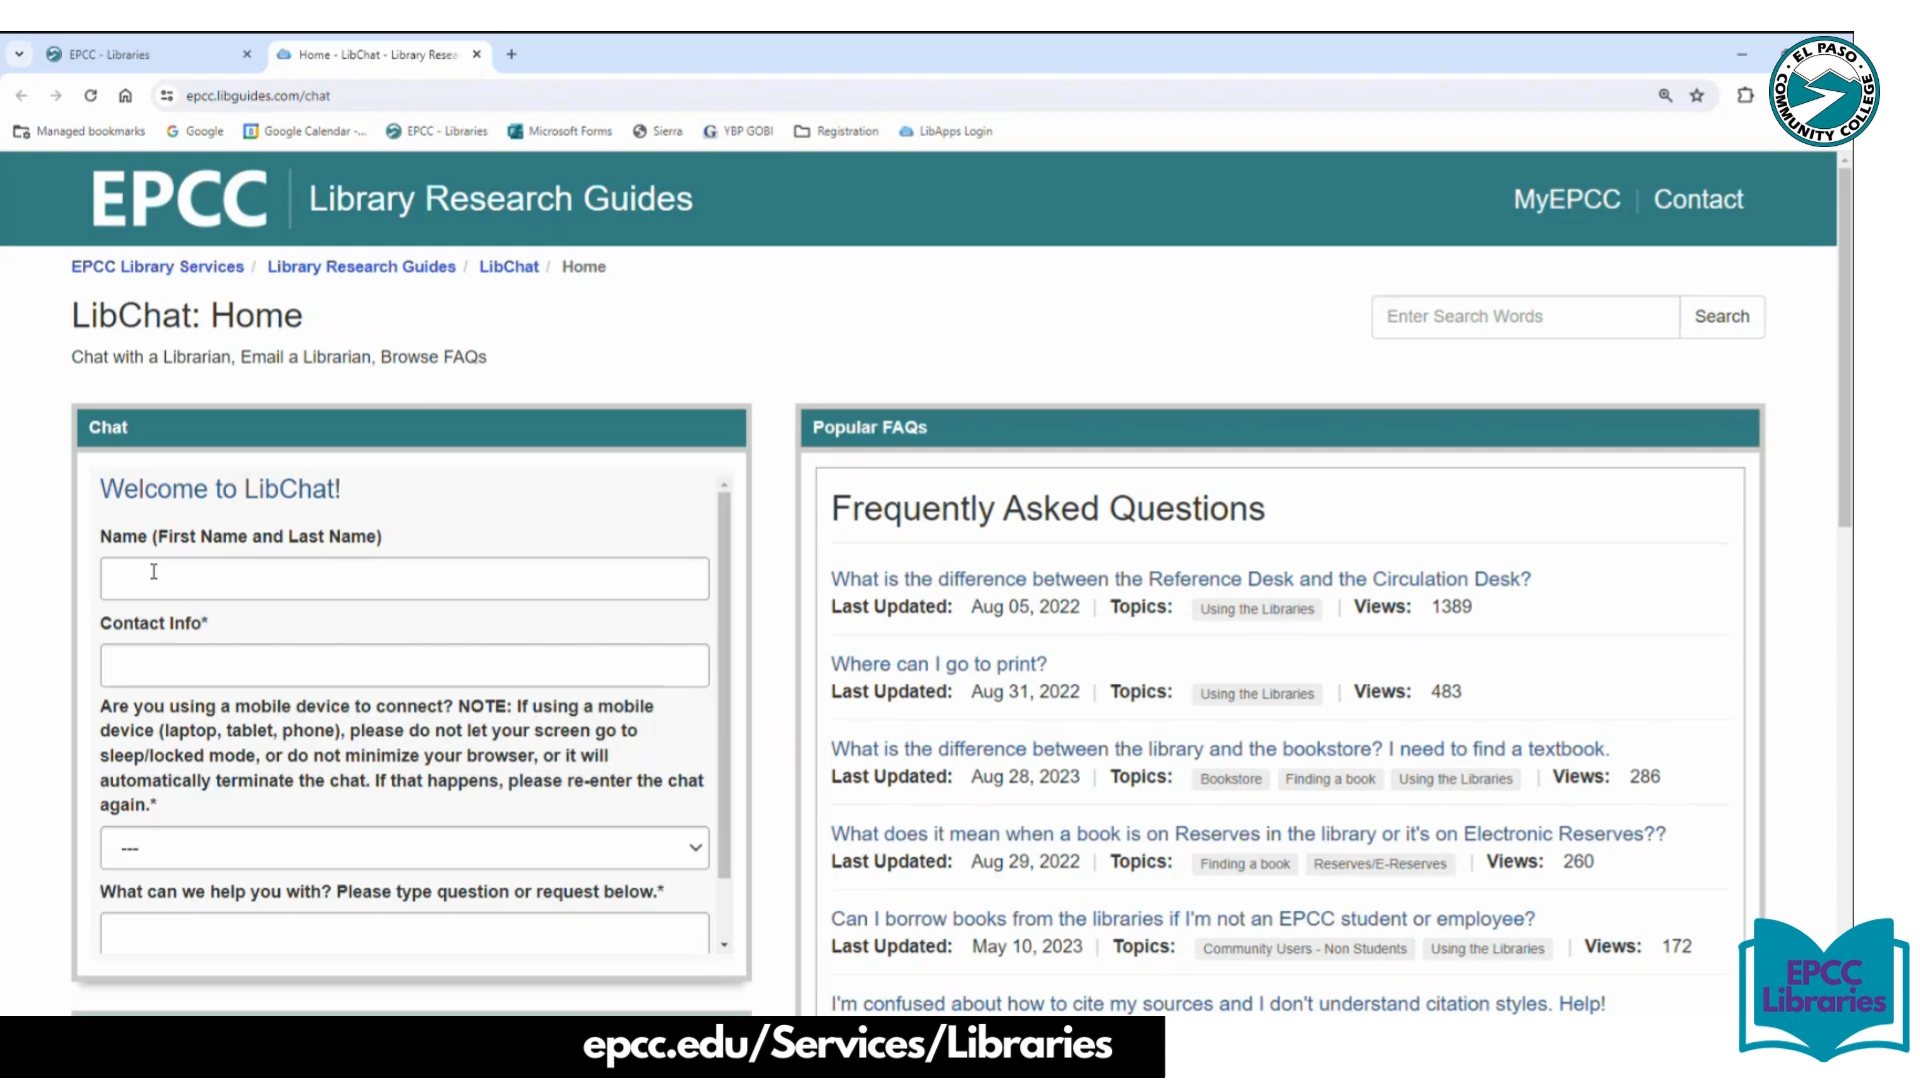 EPCC - Libraries
Home - LibChat - Library Resea
epcc.libguides.com/chat
Managed bookmarks Google Google Calendar -... EPCC - Libraries Microsoft Forms Sierra YBP GOBI Registration LibApps Login
EL PASO COMMUNITY COLLEGE
EPCC Library Research Guides
MyEPCC Contact
EPCC Library Services / Library Research Guides / LibChat / Home
LibChat: Home
Enter Search Words Search
Chat with a Librarian, Email a Librarian, Browse FAQs
Chat
Welcome to LibChat!
Name (First Name and Last Name)
Contact Info*
Are you using a mobile device to connect? NOTE: If using a mobile
device (laptop, tablet, phone), please do not let your screen go to
sleep/locked mode, or do not minimize your browser, or it will
automatically terminate the chat. If that happens, please re-enter the chat
again.*
---
What can we help you with? Please type question or request below.*
Popular FAQs
Frequently Asked Questions
What is the difference between the Reference Desk and the Circulation Desk?
Last Updated: Aug 05, 2022 | Topics: Using the Libraries | Views: 1389
Where can I go to print?
Last Updated: Aug 31, 2022 | Topics: Using the Libraries | Views: 483
What is the difference between the library and the bookstore? I need to find a textbook.
Last Updated: Aug 28, 2023 | Topics: Bookstore Finding a book Using the Libraries | Views: 286
What does it mean when a book is on Reserves in the library or it's on Electronic Reserves??
Last Updated: Aug 29, 2022 | Topics: Finding a book Reserves/E-Reserves | Views: 260
Can I borrow books from the libraries if I'm not an EPCC student or employee?
Last Updated: May 10, 2023 | Topics: Community Users - Non Students Using the Libraries | Views: 172
I'm confused about how to cite my sources and I don't understand citation styles. Help!
EPCC
Libraries
epcc.edu/Services/Libraries